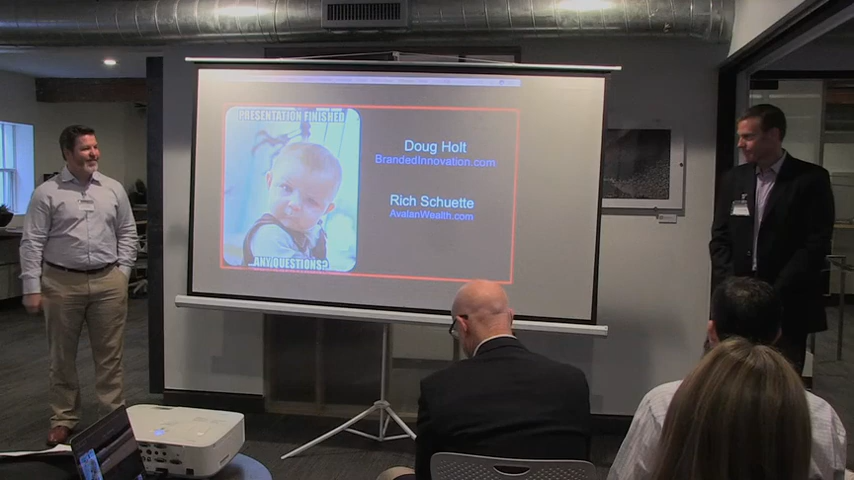 PRESENTATION FINISHED
...ANY QUESTIONS?
Doug Holt
BrandedInnovation.com
Rich Schuette
AvalanWealth.com